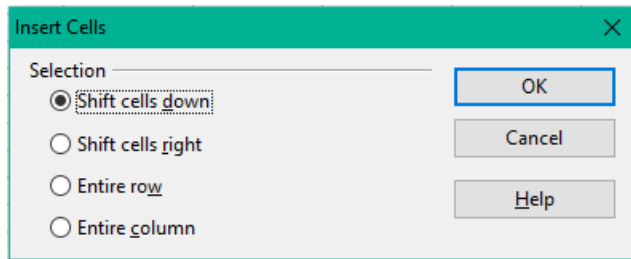 Insert Cells
Selection
Shift cells down
Shift cells right
Entire row
Entire column
OK
Cancel
Help